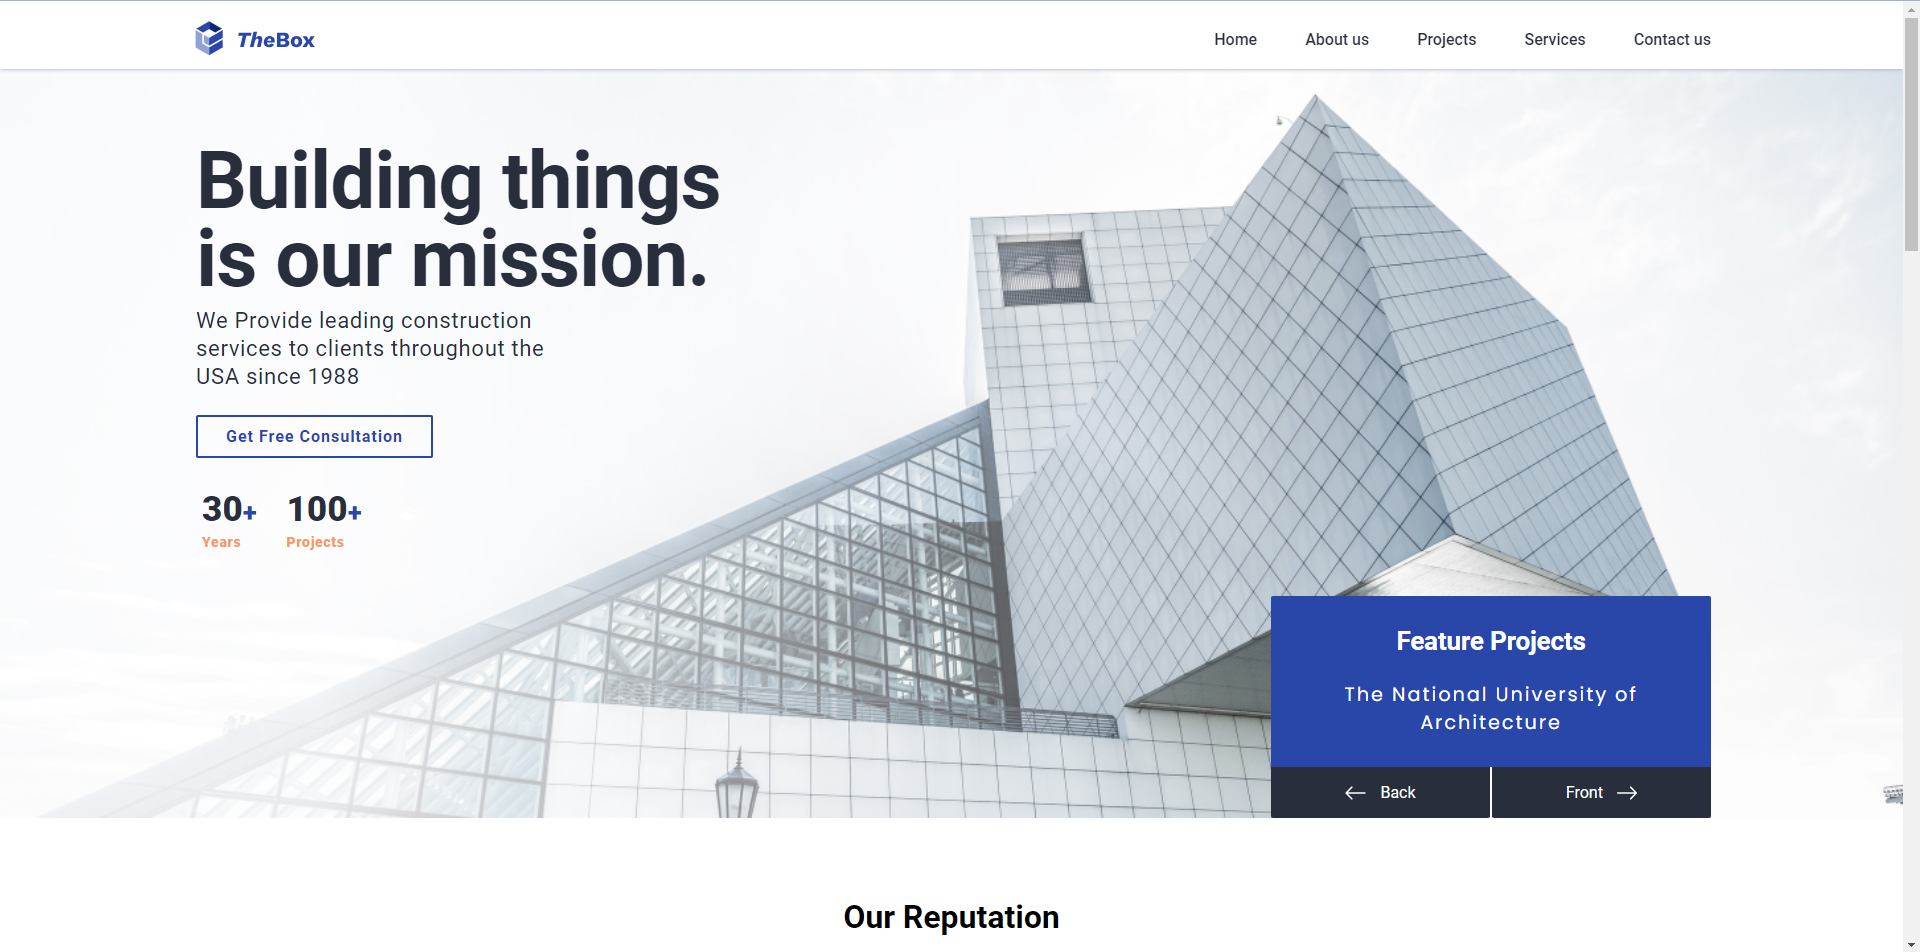 TheBox
Home
About us
Projects
Services
Contact us
Building things
is our mission.
We Provide leading construction
services to clients throughout the
USA since 1988
Get Free Consultation
30+ 100+
Years Projects
Feature Projects
The National University of
Architecture
Back
Front
Our Reputation